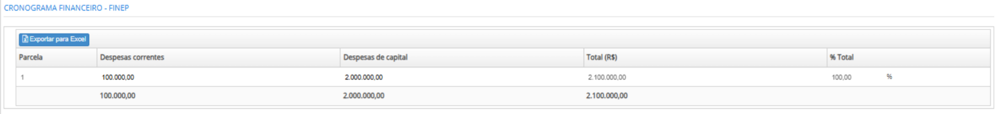 CRONOGRAMA FINANCEIRO - FINEP
Exportar para Excel
Parcela Despesas correntes Despesas de capital Total (R$) % Total
1 100.000,00 2.000.000,00 2.100.000,00 100,00 %
100.000,00 2.000.000,00 2.100.000,00